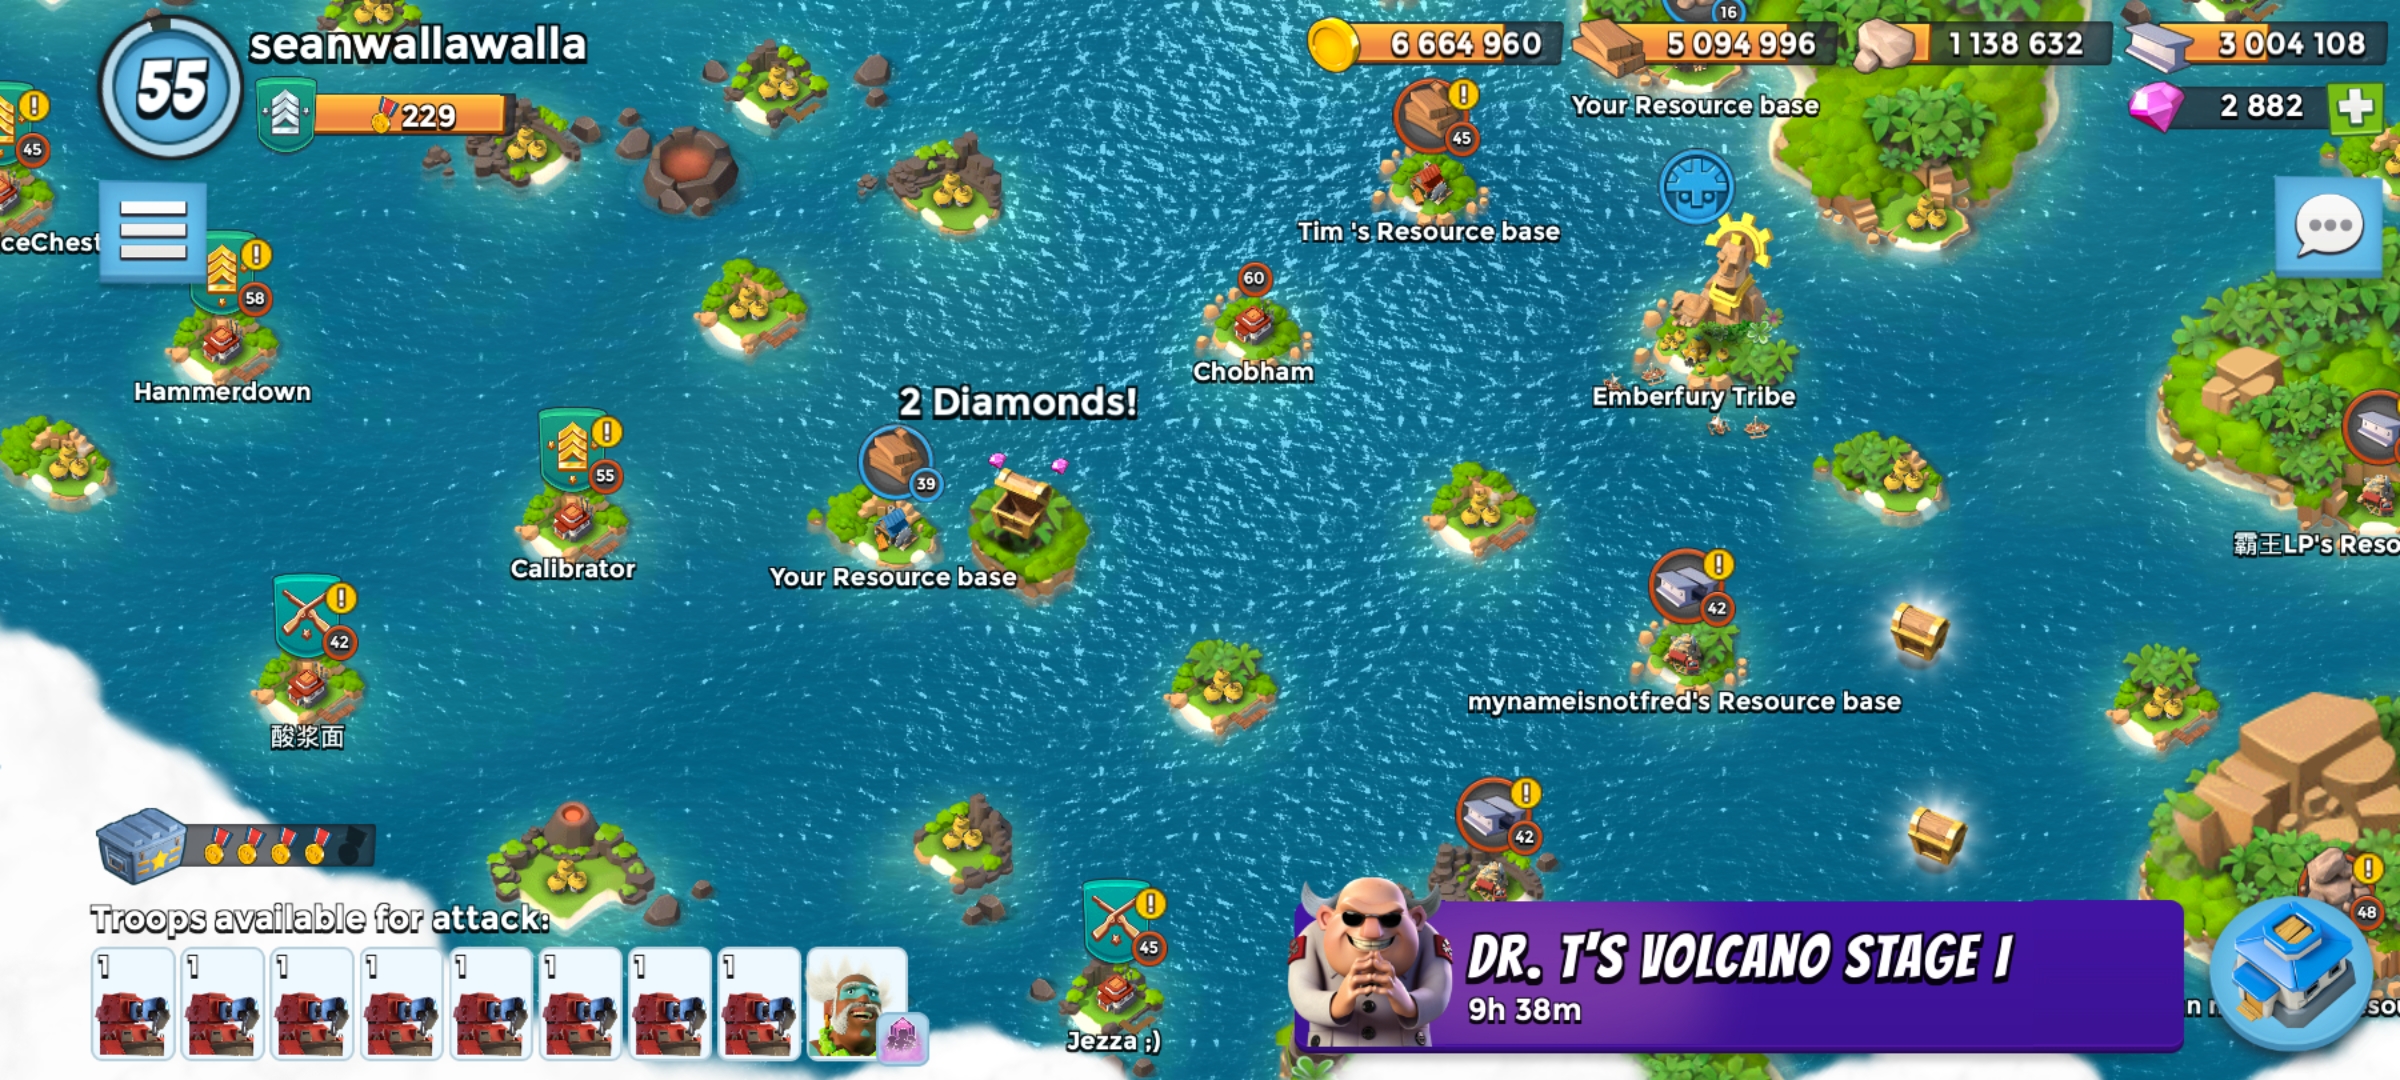 16
55
seanwallawalla
6 664 960
5 094 996
1 138 632
3 004 108
229
Your Resource base
2 882
45
45
Tim 's Resource base
ceChest
58
60
Hammerdown
Chobham
Emberfury Tribe
2 Diamonds!
55
39
Calibrator
Your Resource base
霸王LP's Reso
42
42
mynameisnotfred's Resource base
酸浆面
42
48
Troops available for attack:
45
1
1
1
1
1
1
1
1
DR. T'S VOLCANO STAGE I
9h 38m
Jezza ;)